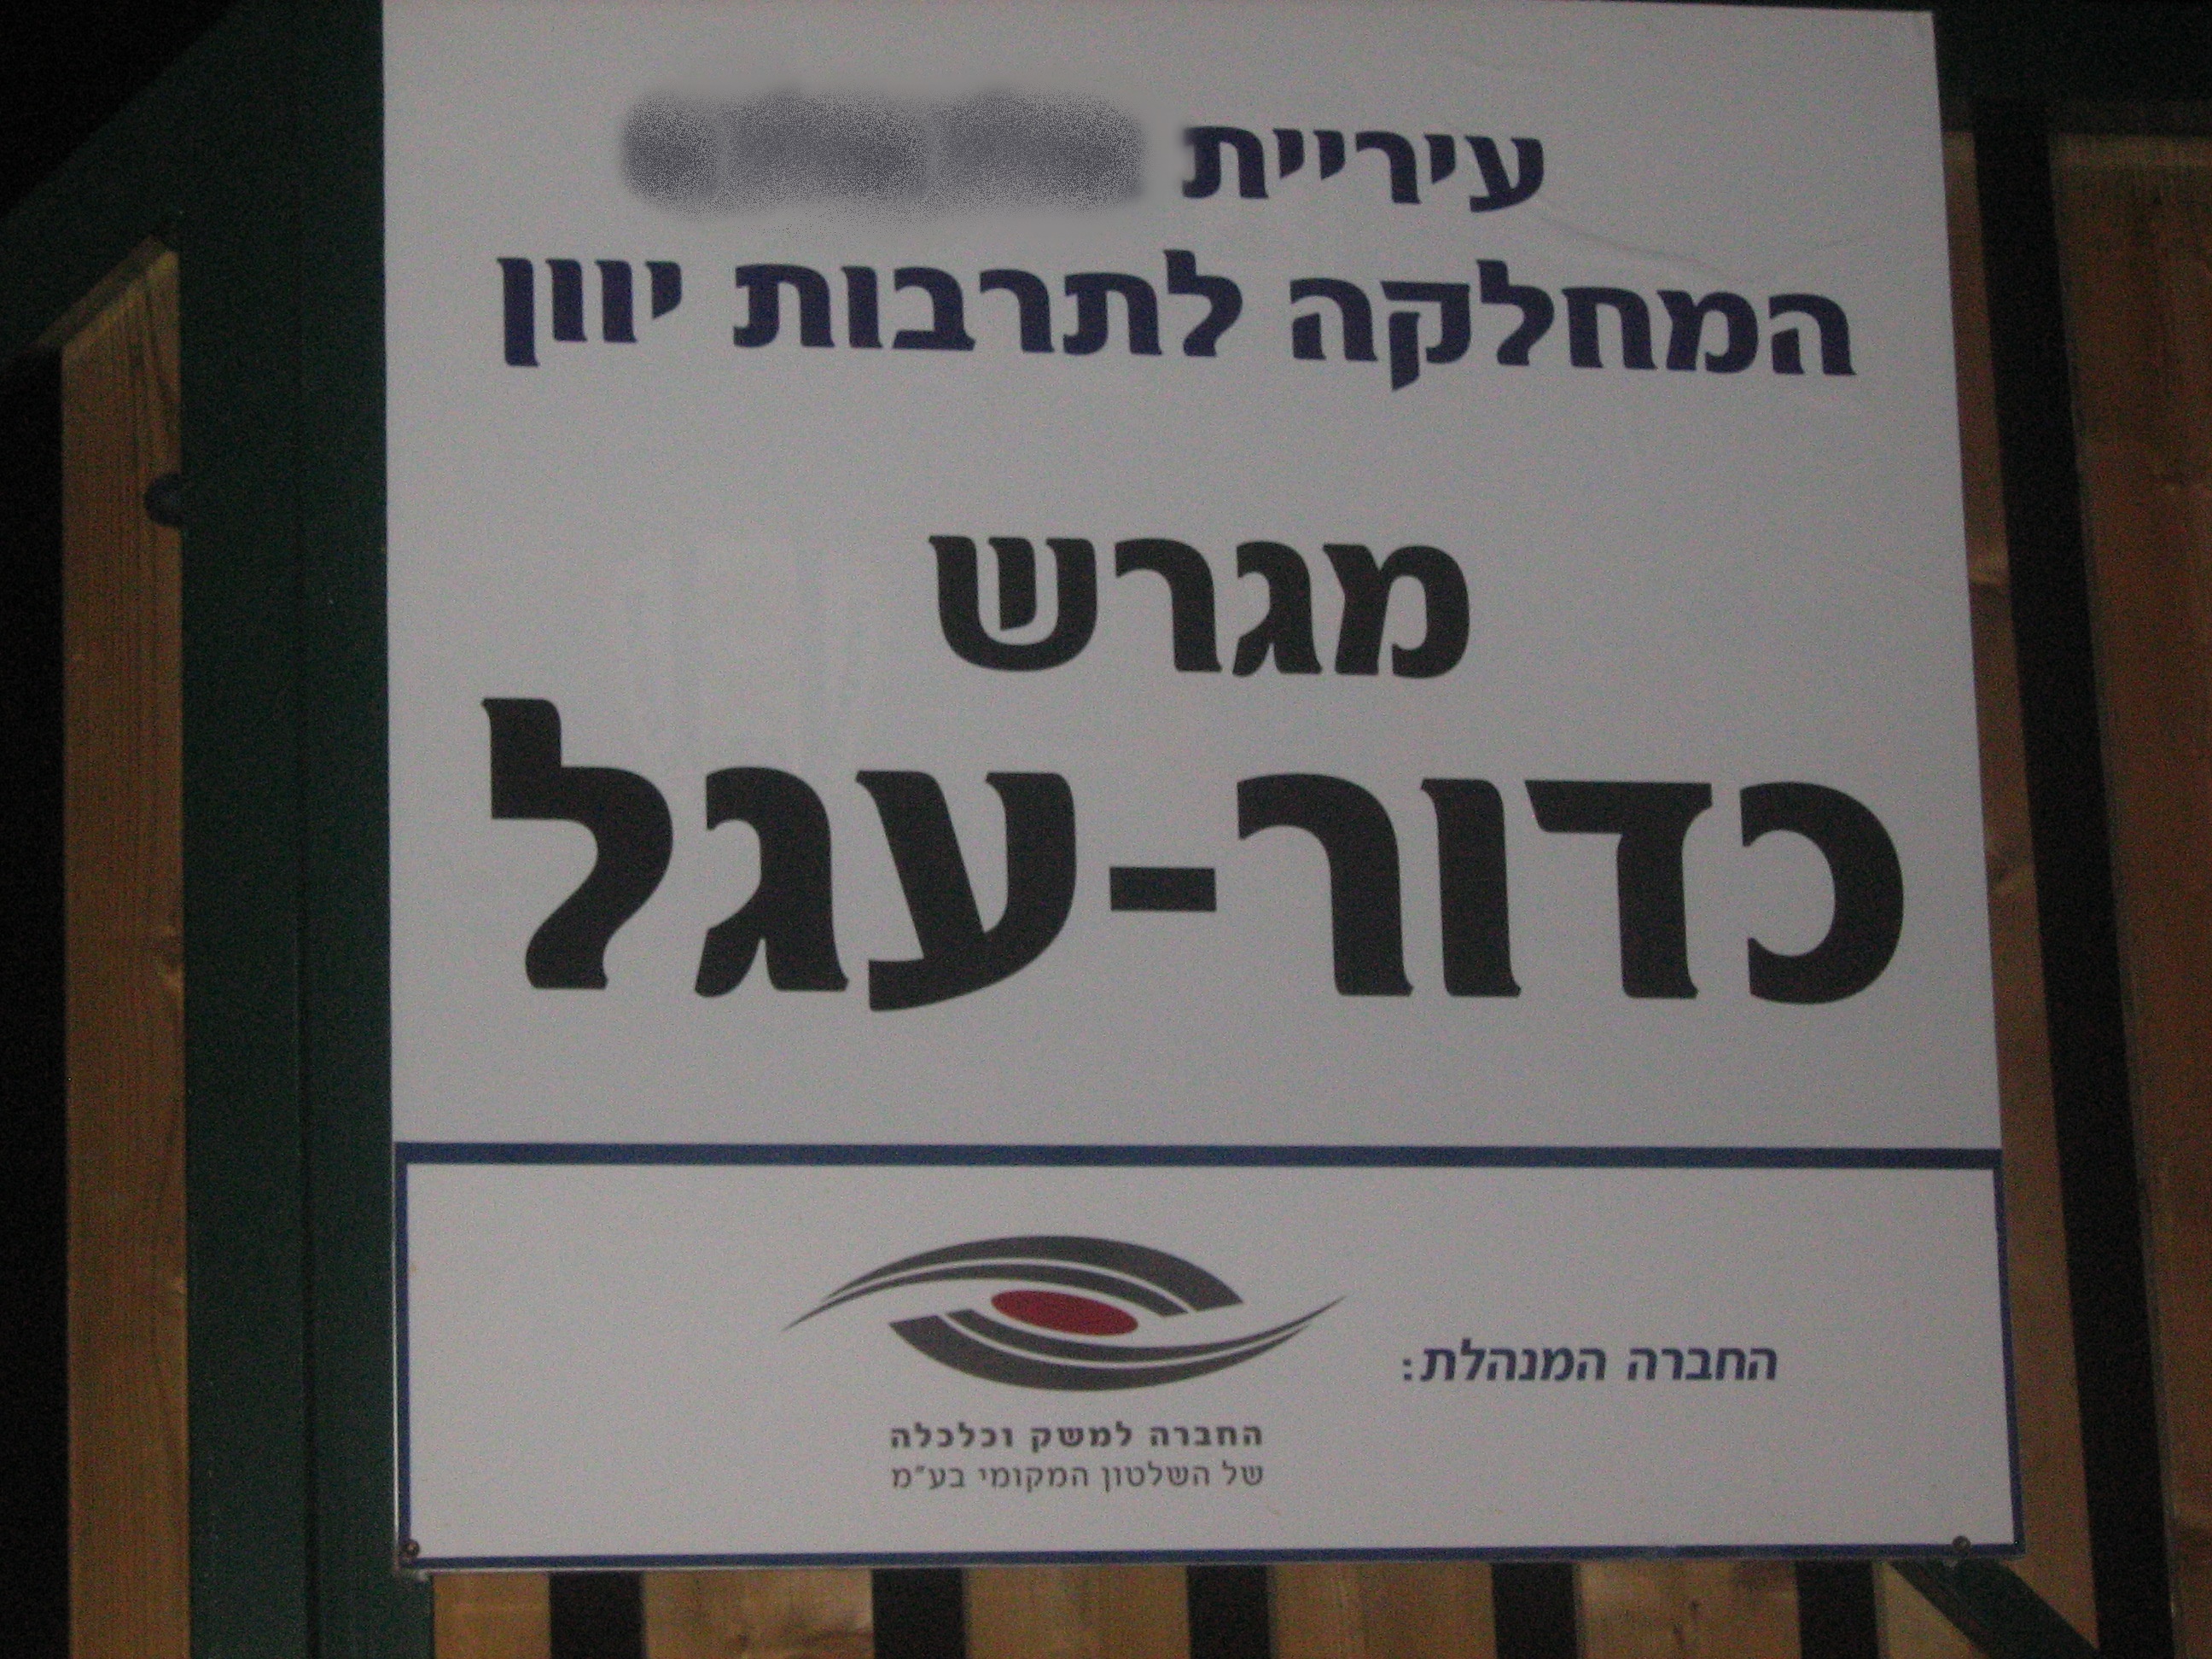 עיריית
המחלקה לתרבות יוון
מגרש
כדור-עגל
החברה המנהלת:
החברה למשק וכלכלה
של השלטון המקומי בע"מ